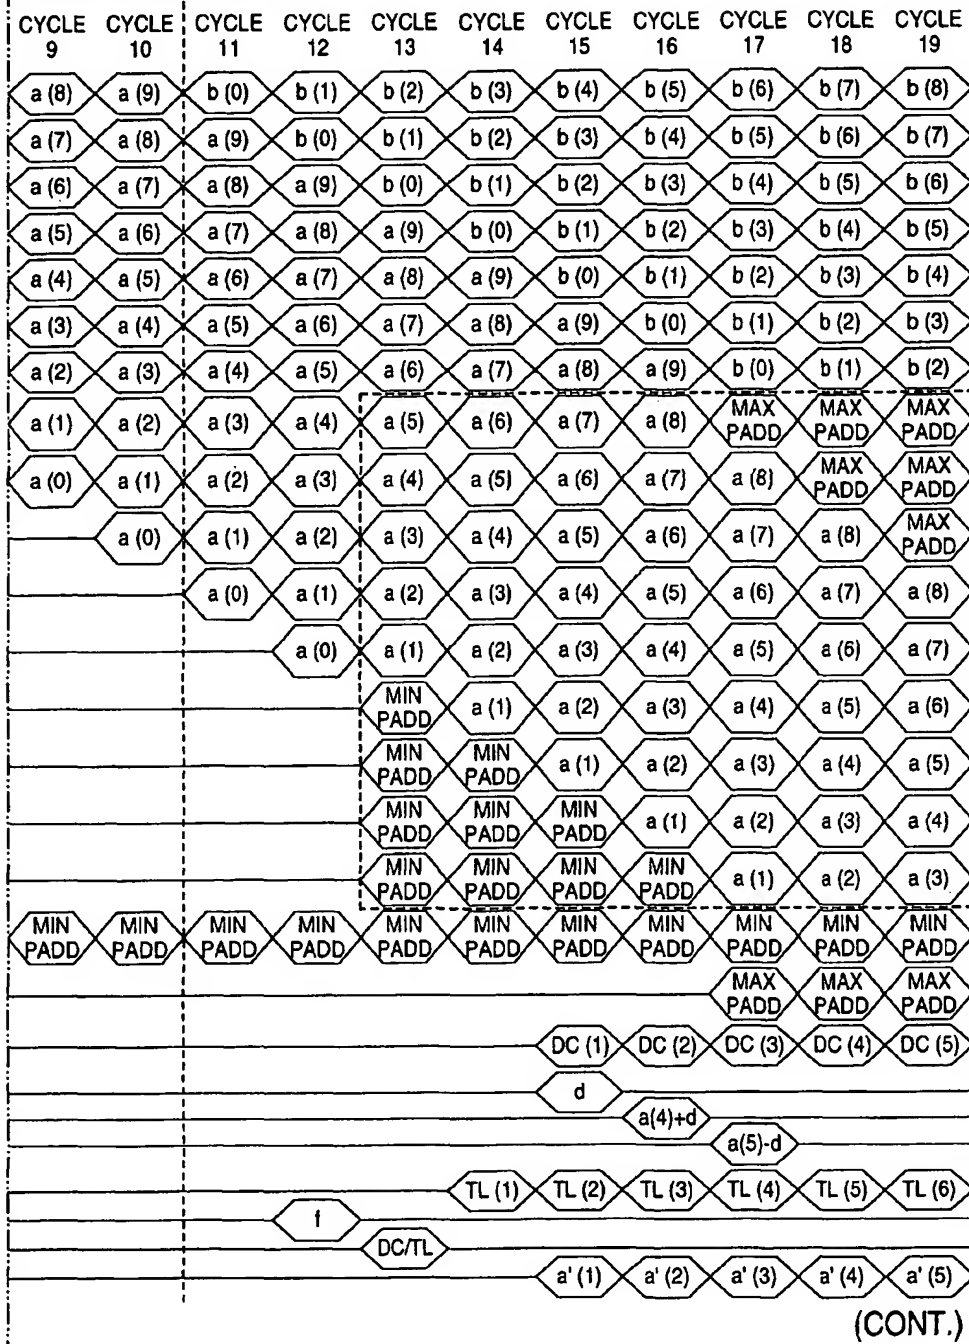 CYCLE CYCLE CYCLE CYCLE CYCLE CYCLE CYCLE CYCLE CYCLE CYCLE CYCLE
9 10 11 12 13 14 15 16 17 18 19
a (8) a (9) b (0) b (1) b (2) b (3) b (4) b (5) b (6) b (7) b (8)
a (7) a (8) a (9) b (0) b (1) b (2) b (3) b (4) b (5) b (6) b (7)
a (6) a (7) a (8) a (9) b (0) b (1) b (2) b (3) b (4) b (5) b (6)
a (5) a (6) a (7) a (8) a (9) b (0) b (1) b (2) b (3) b (4) b (5)
a (4) a (5) a (6) a (7) a (8) a (9) b (0) b (1) b (2) b (3) b (4)
a (3) a (4) a (5) a (6) a (7) a (8) a (9) b (0) b (1) b (2) b (3)
a (2) a (3) a (4) a (5) a (6) a (7) a (8) a (9) b (0) b (1) b (2)
a (1) a (2) a (3) a (4) a (5) a (6) a (7) a (8) MAX PADD MAX PADD MAX PADD
a (0) a (1) a (2) a (3) a (4) a (5) a (6) a (7) a (8) MAX PADD MAX PADD
a (0) a (1) a (2) a (3) a (4) a (5) a (6) a (7) a (8) MAX PADD
a (0) a (1) a (2) a (3) a (4) a (5) a (6) a (7) a (8)
a (0) a (1) a (2) a (3) a (4) a (5) a (6) a (7)
MIN PADD a (1) a (2) a (3) a (4) a (5) a (6)
MIN PADD MIN PADD a (1) a (2) a (3) a (4) a (5)
MIN PADD MIN PADD MIN PADD a (1) a (2) a (3) a (4)
MIN PADD MIN PADD MIN PADD MIN PADD a (1) a (2) a (3)
MIN PADD MIN PADD MIN PADD MIN PADD MIN PADD MIN PADD MIN PADD MIN PADD MIN PADD MIN PADD MIN PADD
MAX PADD MAX PADD MAX PADD
DC (1) DC (2) DC (3) DC (4) DC (5)
d
a(4)+d
a(5)-d
TL (1) TL (2) TL (3) TL (4) TL (5) TL (6)
f
DC/TL
a' (1) a' (2) a' (3) a' (4) a' (5)
(CONT.)